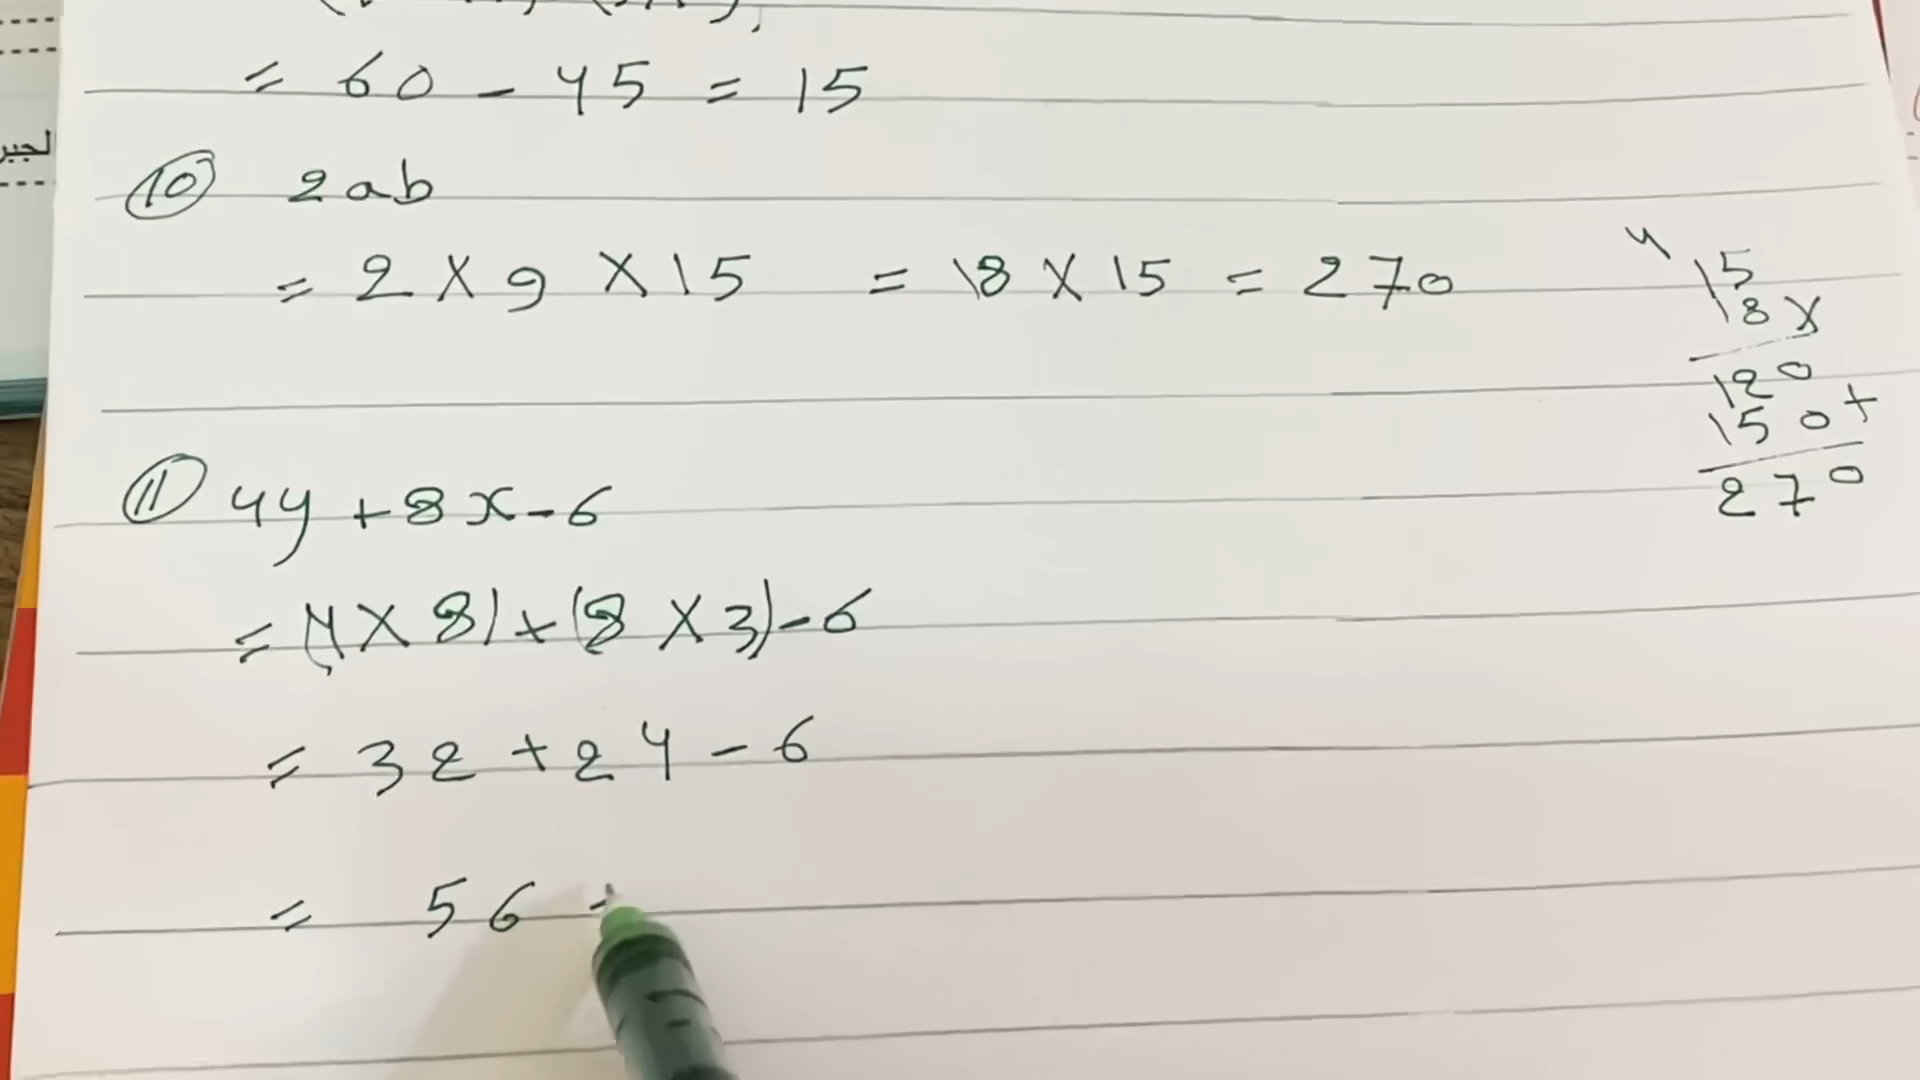 = 60 - 45 = 15
لجبر
⑩ 2ab
= 2 X 9 X 15 = 18 X 15 = 270
4
15
18 X
120
150 +
270
⑪ 4y + 8x - 6
= (4 X 8) + (8 X 3) - 6
= 32 + 24 - 6
= 56 -